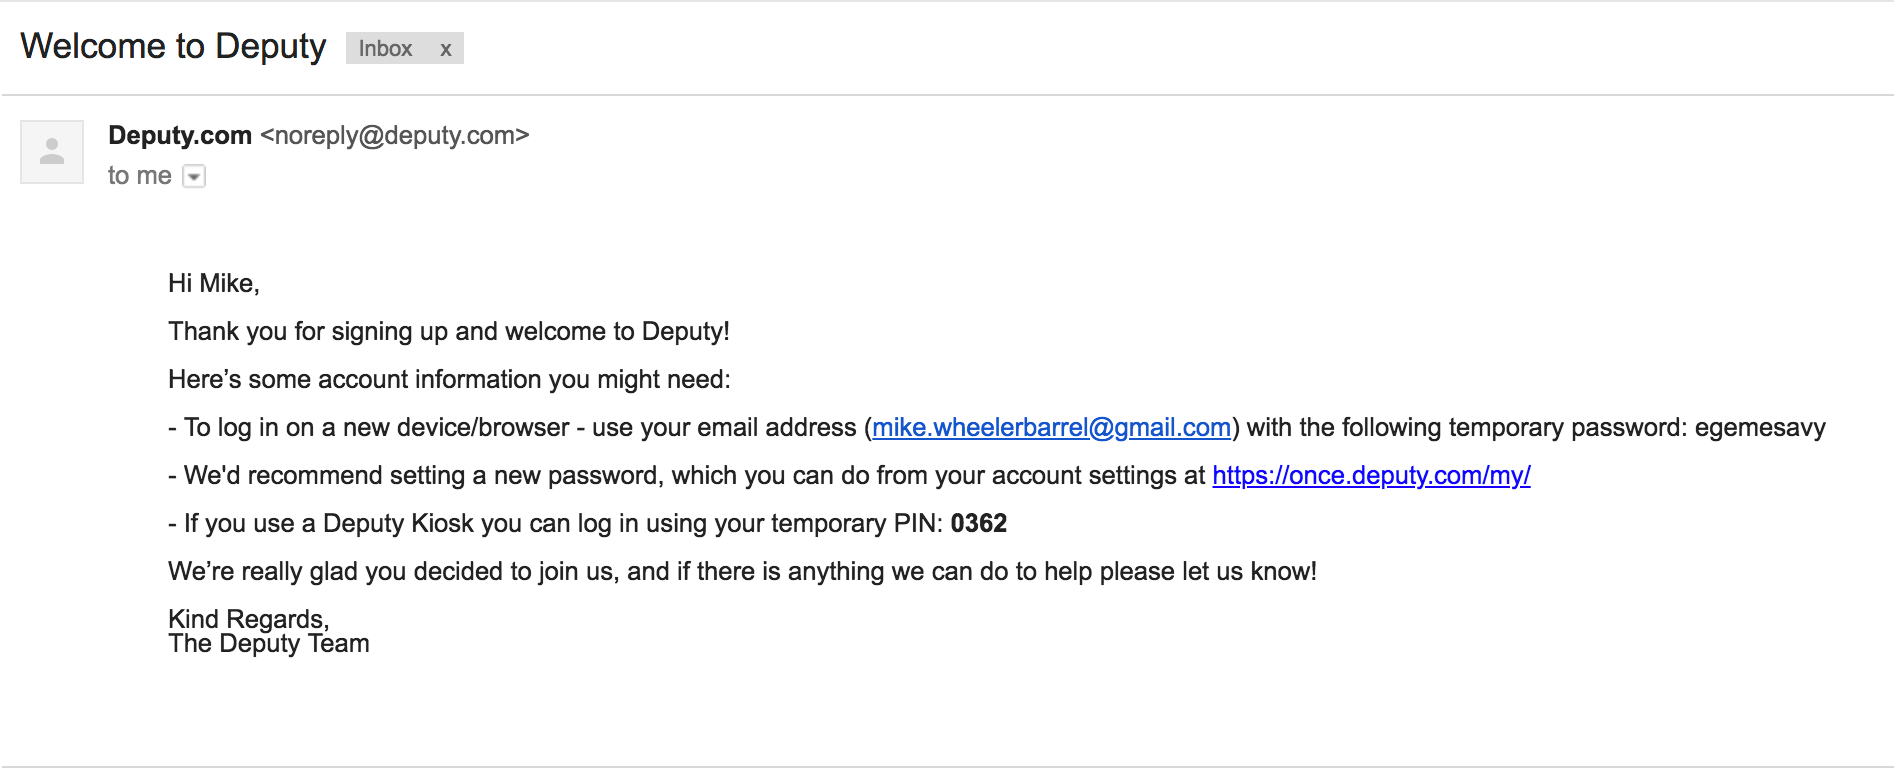 Welcome to Deputy Inbox x
Deputy.com <noreply@deputy.com>
to me
Hi Mike,
Thank you for signing up and welcome to Deputy!
Here’s some account information you might need:
- To log in on a new device/browser - use your email address (mike.wheelerbarrel@gmail.com) with the following temporary password: egemesavy
- We'd recommend setting a new password, which you can do from your account settings at https://once.deputy.com/my/
- If you use a Deputy Kiosk you can log in using your temporary PIN: 0362
We’re really glad you decided to join us, and if there is anything we can do to help please let us know!
Kind Regards,
The Deputy Team